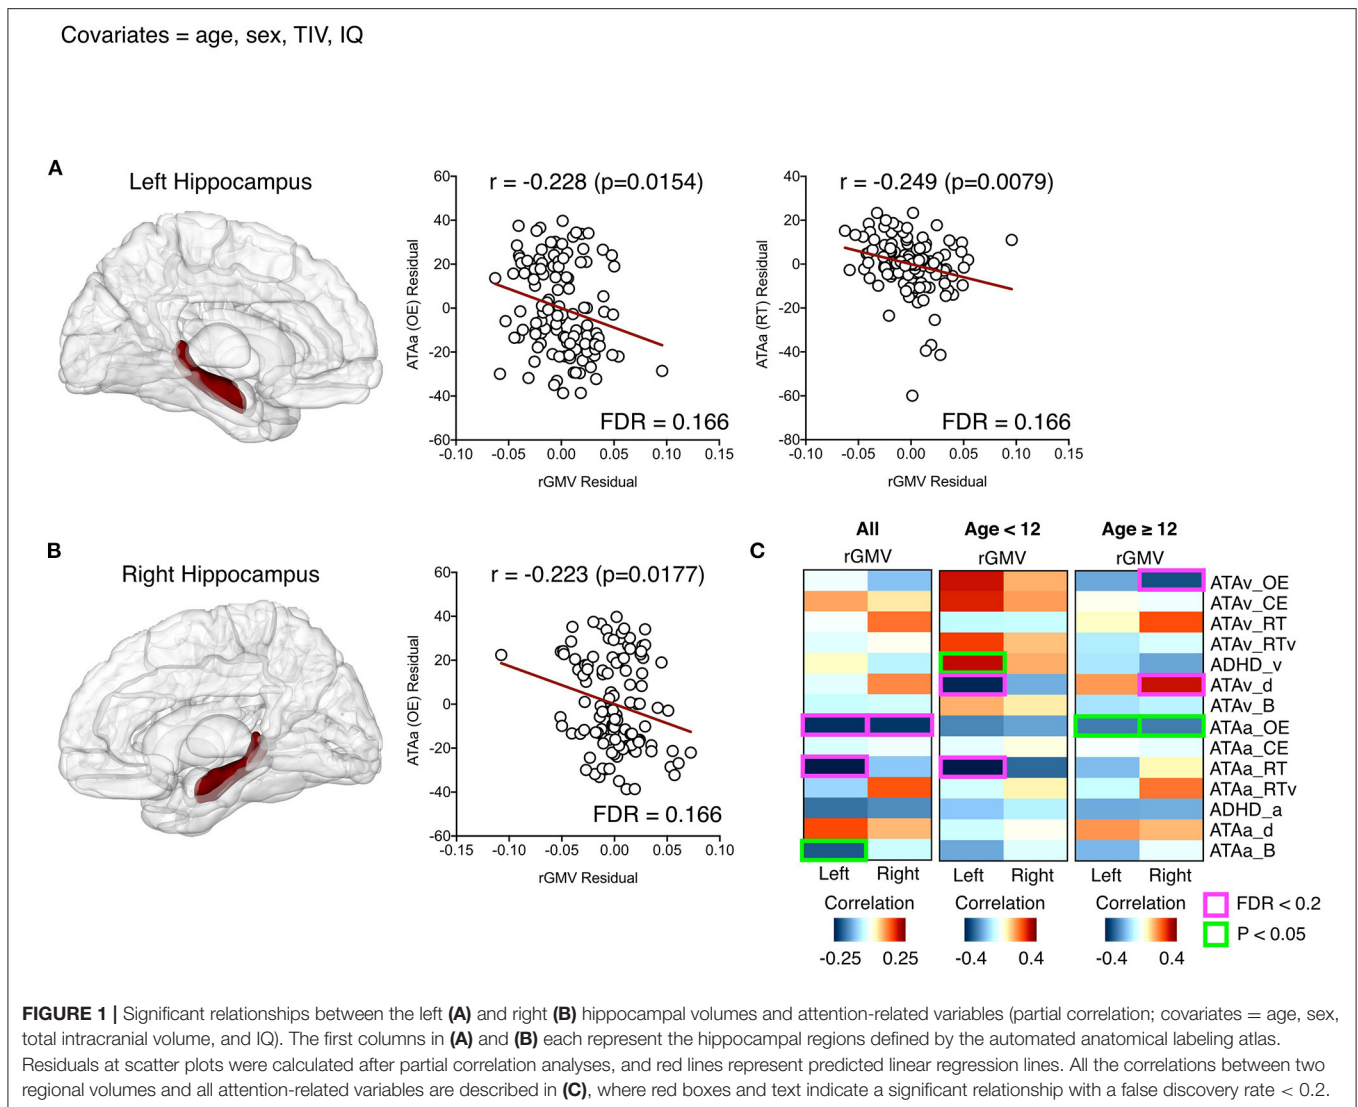 Covariates = age, sex, TIV, IQ
A
Left Hippocampus
r = -0.228 (p=0.0154)
60
40
20
0
-20
-40
-60
ATAa (OE) Residual
FDR = 0.166
-0.10 -0.05 0.00 0.05 0.10 0.15
rGMV Residual
r = -0.249 (p=0.0079)
40
20
0
-20
-40
-60
-80
ATAa (RT) Residual
FDR = 0.166
-0.10 -0.05 0.00 0.05 0.10 0.15
rGMV Residual
B
Right Hippocampus
r = -0.223 (p=0.0177)
60
40
20
0
-20
-40
-60
ATAa (OE) Residual
FDR = 0.166
-0.15 -0.10 -0.05 0.00 0.05 0.10
rGMV Residual
C
All Age < 12 Age ≥ 12
rGMV rGMV rGMV
ATAv_OE
ATAv_CE
ATAv_RT
ATAv_RTv
ADHD_v
ATAv_d
ATAv_B
ATAa_OE
ATAa_CE
ATAa_RT
ATAa_RTv
ADHD_a
ATAa_d
ATAa_B
Left Right Left Right Left Right
Correlation Correlation Correlation
-0.25 0.25 -0.4 0.4 -0.4 0.4
FDR < 0.2
P < 0.05
FIGURE 1 | Significant relationships between the left (A) and right (B) hippocampal volumes and attention-related variables (partial correlation; covariates = age, sex,
total intracranial volume, and IQ). The first columns in (A) and (B) each represent the hippocampal regions defined by the automated anatomical labeling atlas.
Residuals at scatter plots were calculated after partial correlation analyses, and red lines represent predicted linear regression lines. All the correlations between two
regional volumes and all attention-related variables are described in (C), where red boxes and text indicate a significant relationship with a false discovery rate < 0.2.